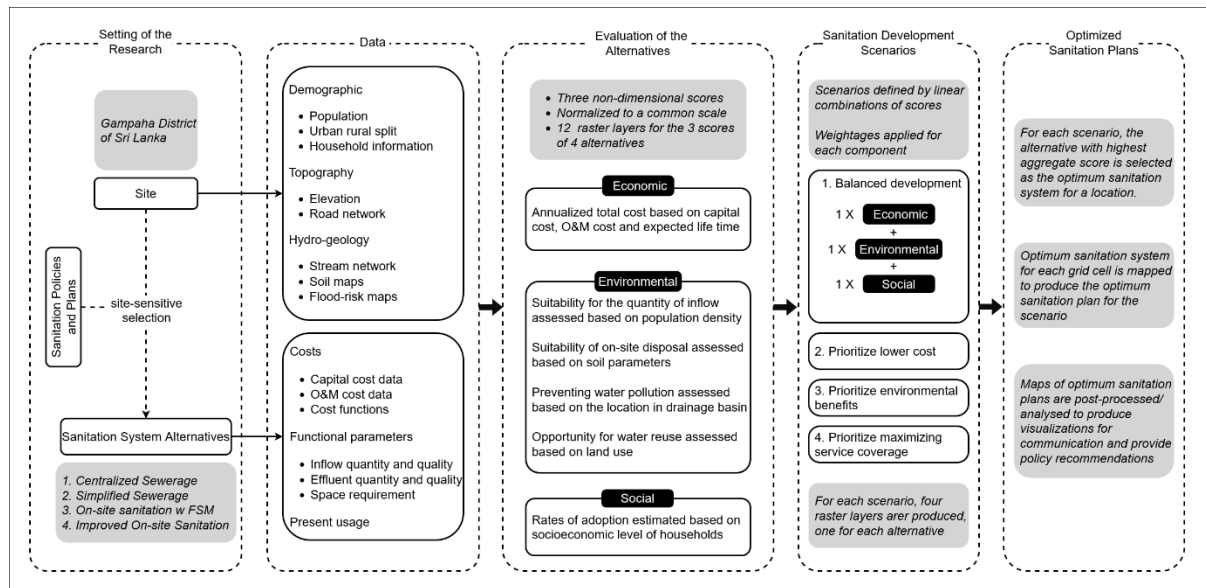 Setting of the
Research
Gampaha District
of Sri Lanka
Site
Sanitation Policies
and Plans
site-sensitive
selection
Sanitation System Alternatives
1. Centralized Sewerage
2. Simplified Sewerage
3. On-site sanitation w FSM
4. Improved On-site Sanitation
Data
Demographic
• Population
• Urban rural split
• Household information
Topography
• Elevation
• Road network
Hydro-geology
• Stream network
• Soil maps
• Flood-risk maps
Costs
• Capital cost data
• O&M cost data
• Cost functions
Functional parameters
• Inflow quantity and quality
• Effluent quantity and quality
• Space requirement
Present usage
Evaluation of the
Alternatives
• Three non-dimensional scores
• Normalized to a common scale
• 12 raster layers for the 3 scores
of 4 alternatives
Economic
Annualized total cost based on capital
cost, O&M cost and expected life time
Environmental
Suitability for the quantity of inflow
assessed based on population density
Suitability of on-site disposal assessed
based on soil parameters
Preventing water pollution assessed
based on the location in drainage basin
Opportunity for water reuse assessed
based on land use
Social
Rates of adoption estimated based on
socioeconomic level of households
Sanitation Development
Scenarios
Scenarios defined by linear
combinations of scores
Weightages applied for
each component
1. Balanced development
1 X Economic
+
1 X Environmental
+
1 X Social
2. Prioritize lower cost
3. Prioritize environmental
benefits
4. Prioritize maximizing
service coverage
For each scenario, four
raster layers arer produced,
one for each alternative
Optimized
Sanitation Plans
For each scenario, the
alternative with highest
aggregate score is selected
as the optimum sanitation
system for a location.
Optimum sanitation system
for each grid cell is mapped
to produce the optimum
sanitation plan for the
scenario
Maps of optimum sanitation
plans are post-processed/
analysed to produce
visualizations for
communication and provide
policy recommendations